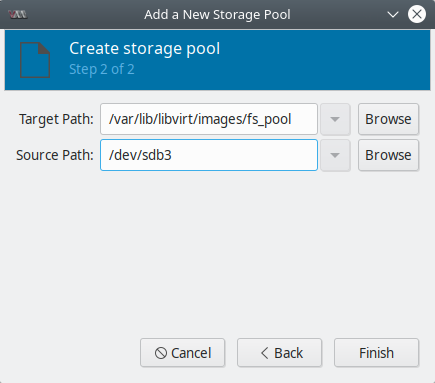 Add a New Storage Pool
Create storage pool
Step 2 of 2
Target Path: /var/lib/libvirt/images/fs_pool Browse
Source Path: /dev/sdb3 Browse
Cancel Back Finish